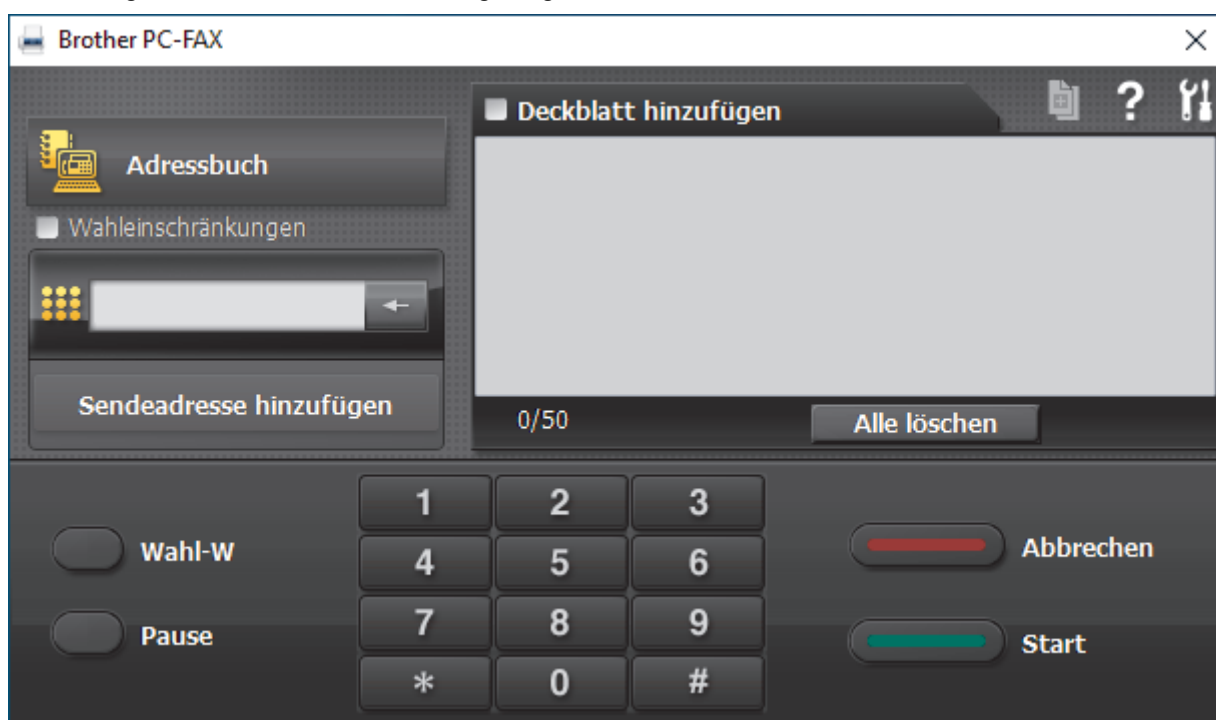 Brother PC-FAX
Deckblatt hinzufügen
?
Adressbuch
Wahleinschränkungen
Sendeadresse hinzufügen
0/50
Alle löschen
1 2 3
Wahl-W
4 5 6
Abbrechen
7 8 9
Pause
Start
* 0 #